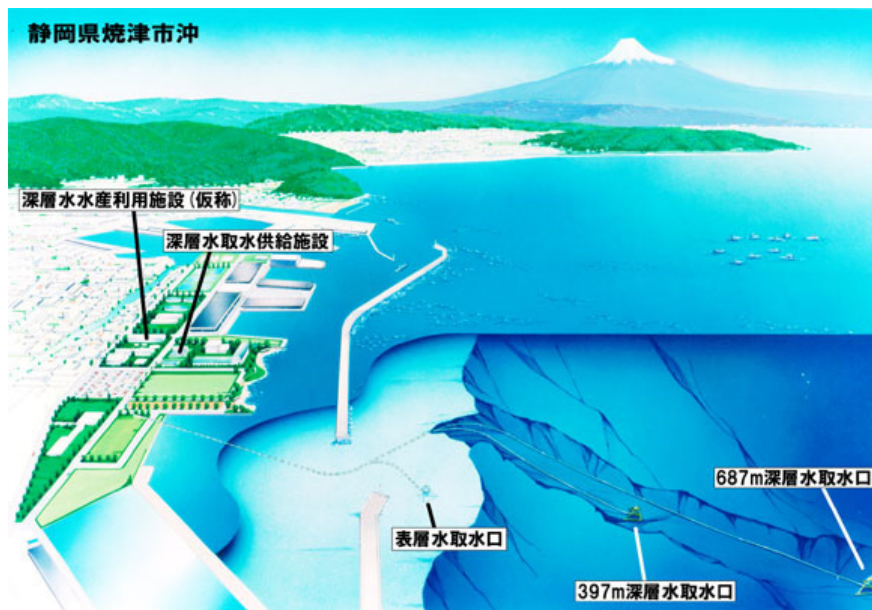 静岡県焼津市沖
深層水水産利用施設(仮称)
深層水取水供給施設
687m深層水取水口
表層水取水口
397m深層水取水口